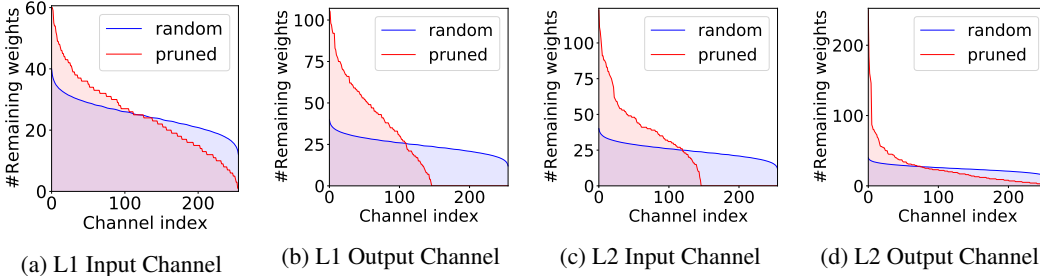 #Remaining weights
60
40
20
0
random
pruned
0
100
200
Channel index
(a) L1 Input Channel
#Remaining weights
100
75
50
25
0
random
pruned
0
100
200
Channel index
(b) L1 Output Channel
#Remaining weights
100
75
50
25
0
random
pruned
0
100
200
Channel index
(c) L2 Input Channel
#Remaining weights
200
100
0
random
pruned
0
100
200
Channel index
(d) L2 Output Channel